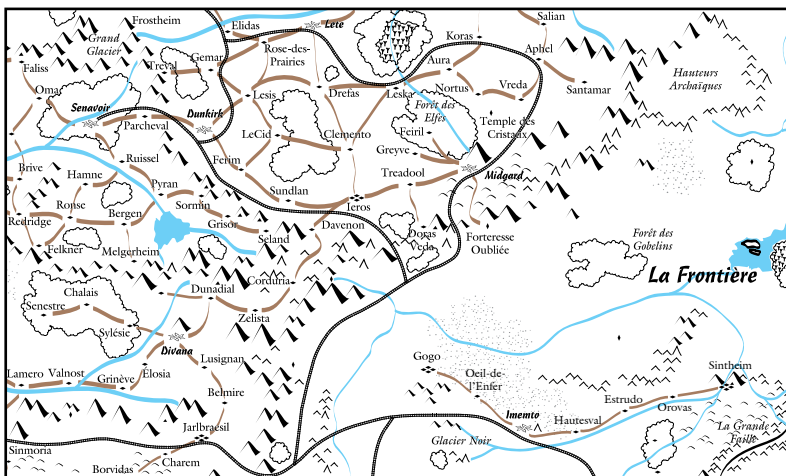 Frostheim
Elidas
Lete
Koras
Salian
Grand
Glacier
Rose-des-
Prairies
Aphel
Faliss
Treval
Gemar
Aura
Hauteurs
Archaïques
Oma
Lesis
Drefas
Leska
Nortus
Vreda
Santamar
Senavoir
Forêt des
Elfes
Parcheval
Dunkirk
LeCid
Clemento
Feiril
Temple des
Cristaux
Greyve
Ruissel
Ferim
Brive
Hamne
Treadool
Midgard
Pyran
Sundlan
Ronse
Sormin
Ieros
Redridge
Bergen
Grisor
Davenon
Doras
Veda
Forteresse
Oubliée
Forêt des
Gobelins
Felkner
Melgerheim
Seland
La Frontière
Chalais
Dunadial
Corduria
Senestre
Zelista
Sylésie
Divana
Gogo
Lusignan
Sintheim
Lamero
Valnost
Elosia
Oeil-de-
l'Enfer
Grinève
Belmire
Estrudo
Orovas
Imento
Hautesval
Jarlbraesil
La Grande
Faille
Glacier Noir
Sinmoria
Charem
Borvidas